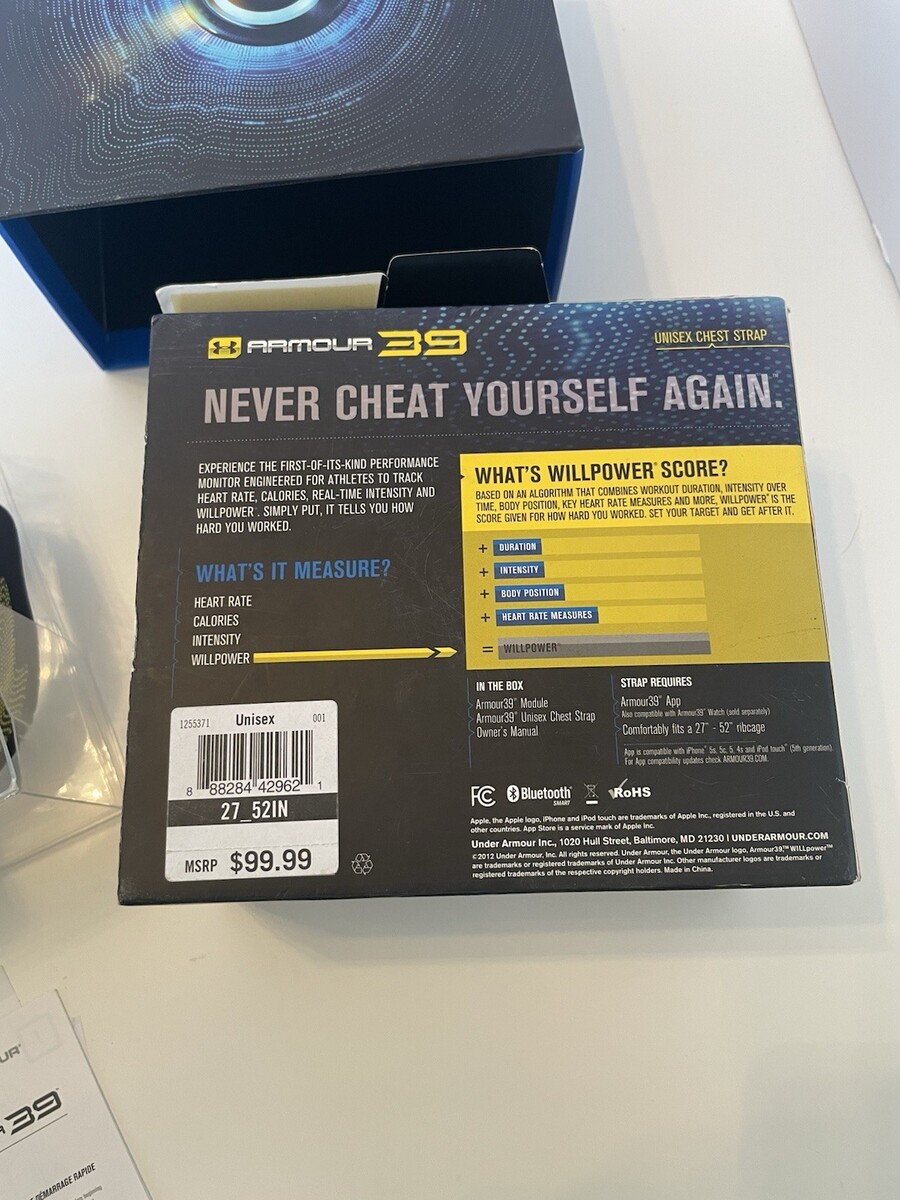 ARMOUR 39
UNISEX CHEST STRAP
NEVER CHEAT YOURSELF AGAIN.™
EXPERIENCE THE FIRST-OF-ITS-KIND PERFORMANCE
MONITOR ENGINEERED FOR ATHLETES TO TRACK
HEART RATE, CALORIES, REAL-TIME INTENSITY AND
WILLPOWER . SIMPLY PUT, IT TELLS YOU HOW
HARD YOU WORKED.
WHAT'S IT MEASURE?
HEART RATE
CALORIES
INTENSITY
WILLPOWER
WHAT'S WILLPOWER® SCORE?
BASED ON AN ALGORITHM THAT COMBINES WORKOUT DURATION, INTENSITY OVER
TIME, BODY POSITION, KEY HEART RATE MEASURES AND MORE, WILLPOWER® IS THE
SCORE GIVEN FOR HOW HARD YOU WORKED. SET YOUR TARGET AND GET AFTER IT.
+ DURATION
+ INTENSITY
+ BODY POSITION
+ HEART RATE MEASURES
= WILLPOWER®
IN THE BOX
Armour39® Module
Armour39® Unisex Chest Strap
Owner's Manual
STRAP REQUIRES
Armour39® App
Also compatible with Armour39® Watch (sold separately)
Comfortably fits a 27" - 52" ribcage
App is compatible with iPhone® 5s, 5c, 5, 4s and iPod touch® (5th generation)
For App compatibility updates check ARMOUR39.COM.
FC Bluetooth® SMART RoHS
Apple, the Apple logo, iPhone and iPod touch are trademarks of Apple Inc., registered in the U.S. and
other countries. App Store is a service mark of Apple Inc.
Under Armour Inc., 1020 Hull Street, Baltimore, MD 21230 | UNDERARMOUR.COM
©2012 Under Armour, Inc. All rights reserved. Under Armour, the Under Armour logo, Armour39,™ WILLpower™
are trademarks or registered trademarks of Under Armour Inc. Other manufacturer logos are trademarks or
registered trademarks of the respective copyright holders. Made in China.
1255371 Unisex 001
8 88284 42962 1
27_52IN
MSRP $99.99
UR®
R 39
DÉMARRAGE RAPIDE